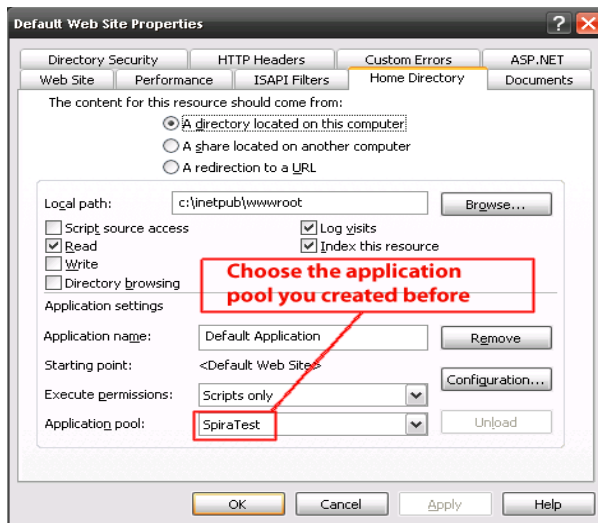 Default Web Site Properties
Directory Security HTTP Headers Custom Errors ASP.NET
Web Site Performance ISAPI Filters Home Directory Documents
The content for this resource should come from:
A directory located on this computer
A share located on another computer
A redirection to a URL
Local path: c:\inetpub\wwwroot Browse...
Script source access Log visits
Read Index this resource
Write
Directory browsing
Choose the application
pool you created before
Application settings
Application name: Default Application Remove
Starting point: <Default Web Site>
Configuration...
Execute permissions: Scripts only
Application pool: SpiraTest Unload
OK Cancel Apply Help